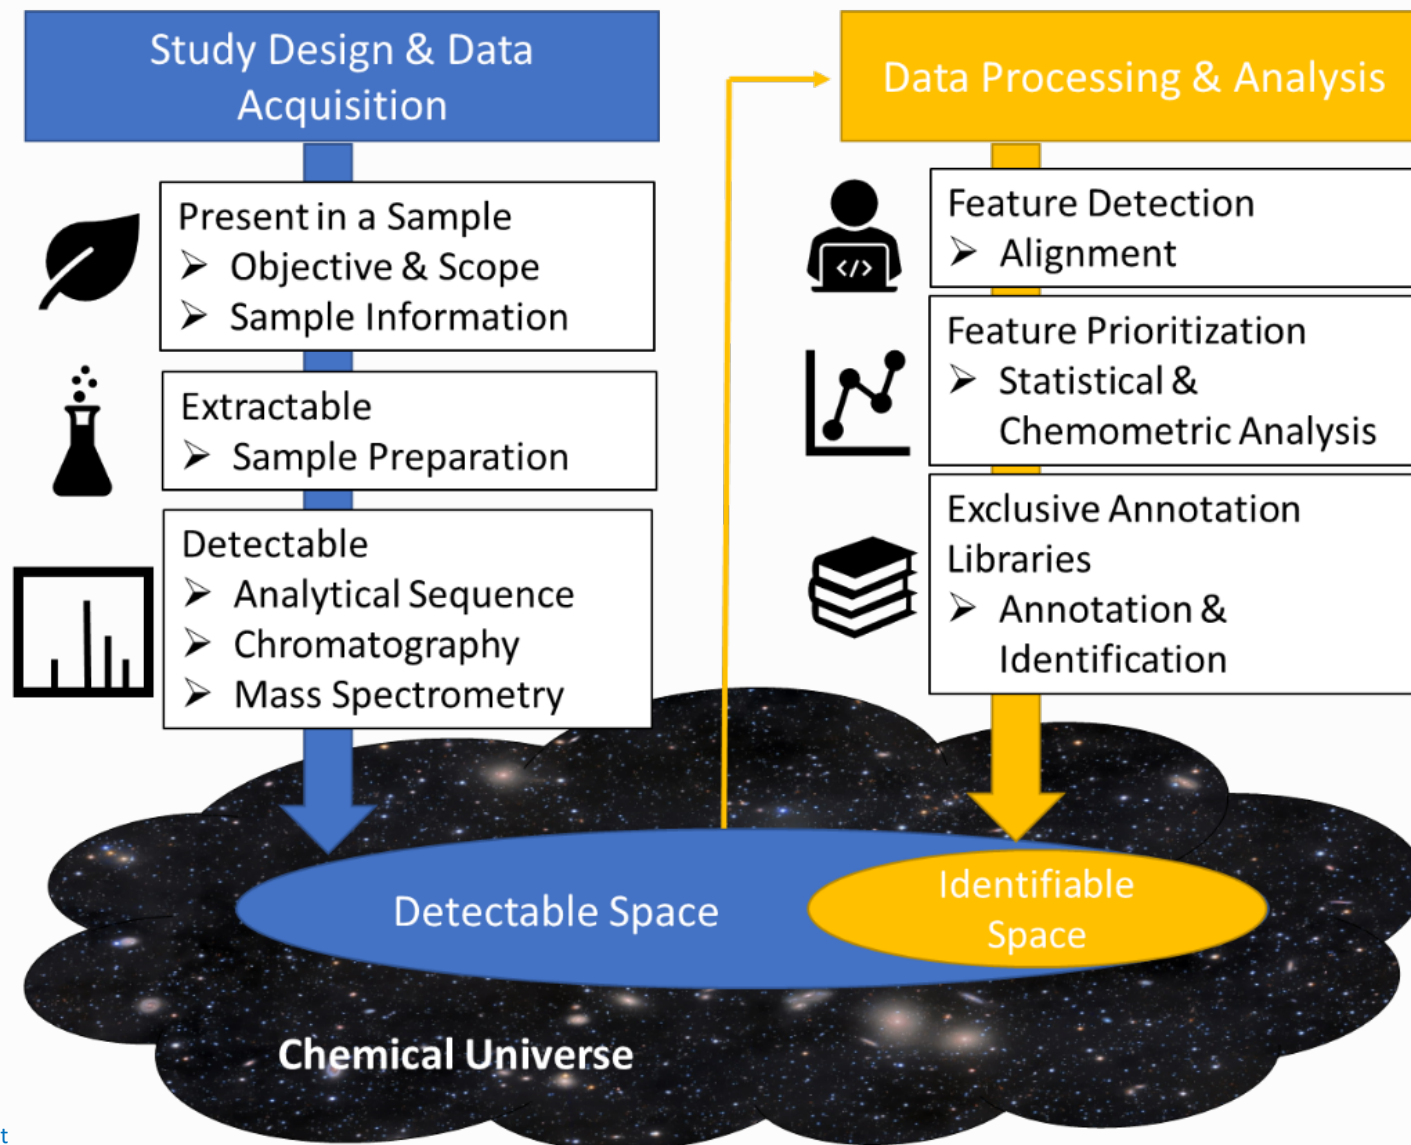 Study Design & Data
Acquisition
Present in a Sample
➢ Objective & Scope
➢ Sample Information
Extractable
➢ Sample Preparation
Detectable
➢ Analytical Sequence
➢ Chromatography
➢ Mass Spectrometry
Data Processing & Analysis
</>
Feature Detection
➢ Alignment
Feature Prioritization
➢ Statistical &
Chemometric Analysis
Exclusive Annotation
Libraries
➢ Annotation &
Identification
Detectable Space
Identifiable
Space
Chemical Universe
t